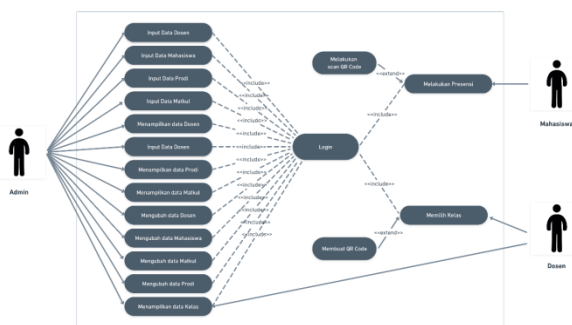 Input Data Dosen
Input Data Mahasiswa
Input Data Prodi
Input Data Matkul
Menampilkan data Dosen
Input Data Dosen
Menampilkan data Prodi
Menampilkan data Matkul
Mengubah data Dosan
Mengubah data Mahasiswa
Mengubah data Matkul
Mengubah data Prodi
Menampilkan data Kelas
Admin
<<include>>
<<include>>
<<include>>
<<include>>
<<include>>
<<include>>
<<include>>
<<include>>
<<include>>
<<include>>
<<include>>
<<include>>
Login
Melakukan
scan QR Code
<<extend>>
Melakukan Presensi
<<include>>
Mahasiswa
<<include>>
Memilih Kelas
Membuat QR Code
<<extend>>
Dosen